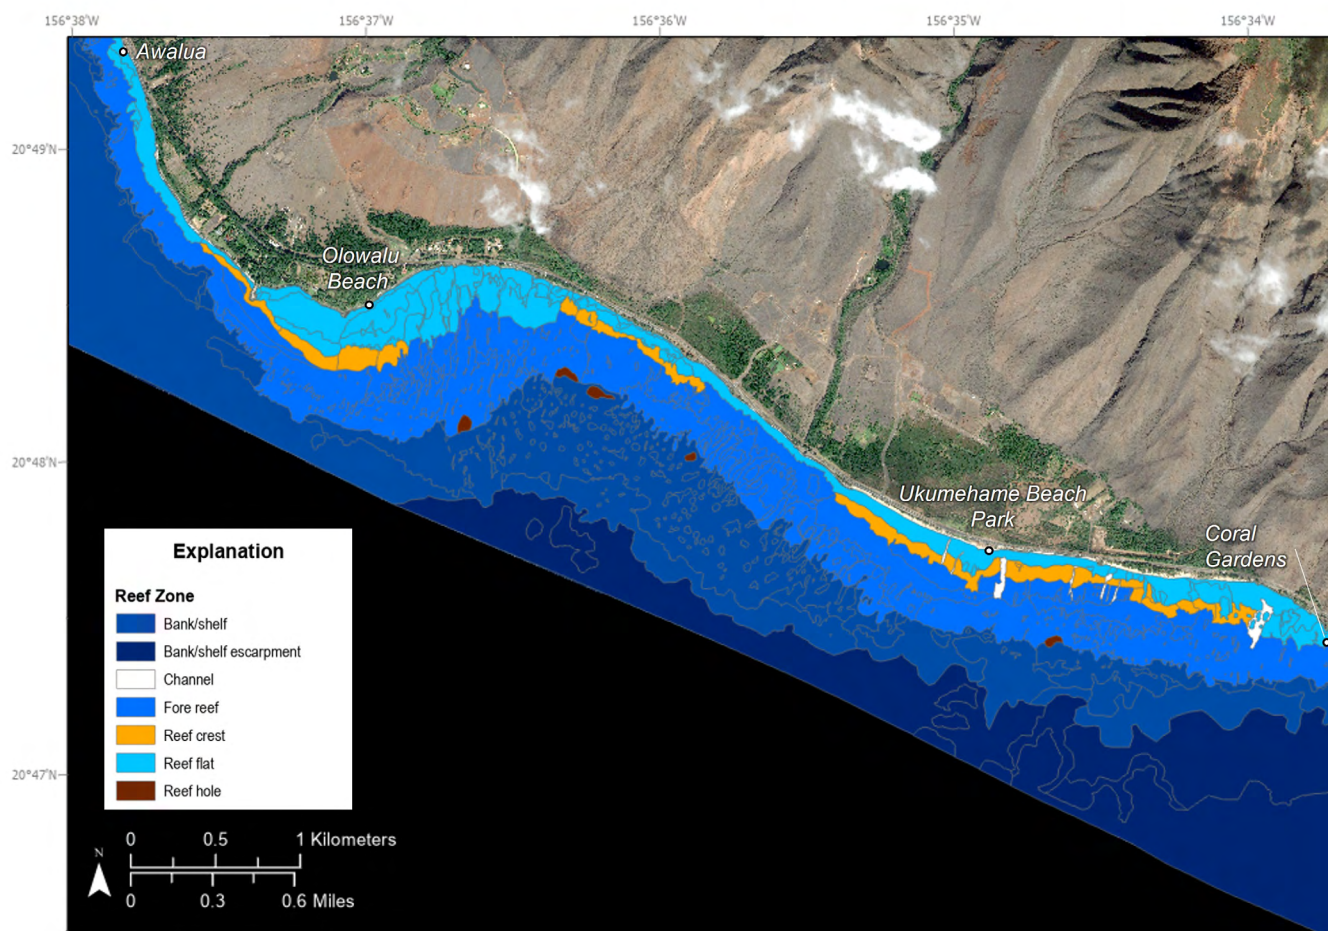 156°38'W 156°37'W 156°36'W 156°35'W 156°34'W
Awalua
20°49'N
Olowalu
Beach
20°48'N
Ukumehame Beach
Park
Coral
Gardens
Explanation
Reef Zone
Bank/shelf
Bank/shelf escarpment
Channel
Fore reef
Reef crest
Reef flat
Reef hole
20°47'N
0 0.5 1 Kilometers
N
0 0.3 0.6 Miles